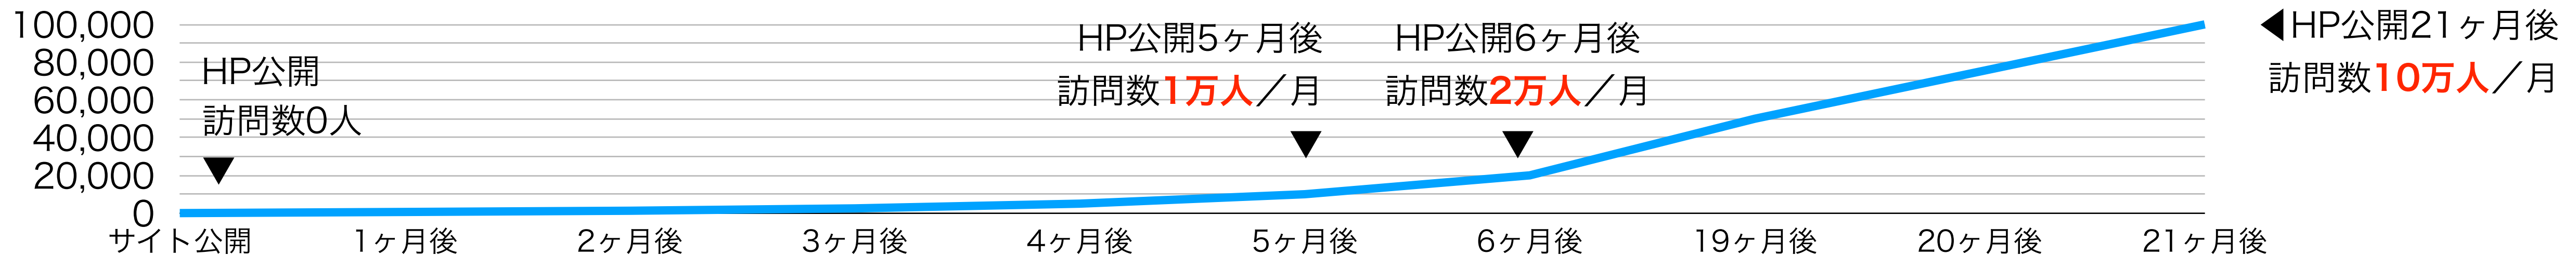 100,000
80,000
60,000
40,000
20,000
0
HP公開
訪問数0人
HP公開5ヶ月後
訪問数1万人／月
HP公開6ヶ月後
訪問数2万人／月
◀HP公開21ヶ月後
訪問数10万人／月
サイト公開
1ヶ月後
2ヶ月後
3ヶ月後
4ヶ月後
5ヶ月後
6ヶ月後
19ヶ月後
20ヶ月後
21ヶ月後